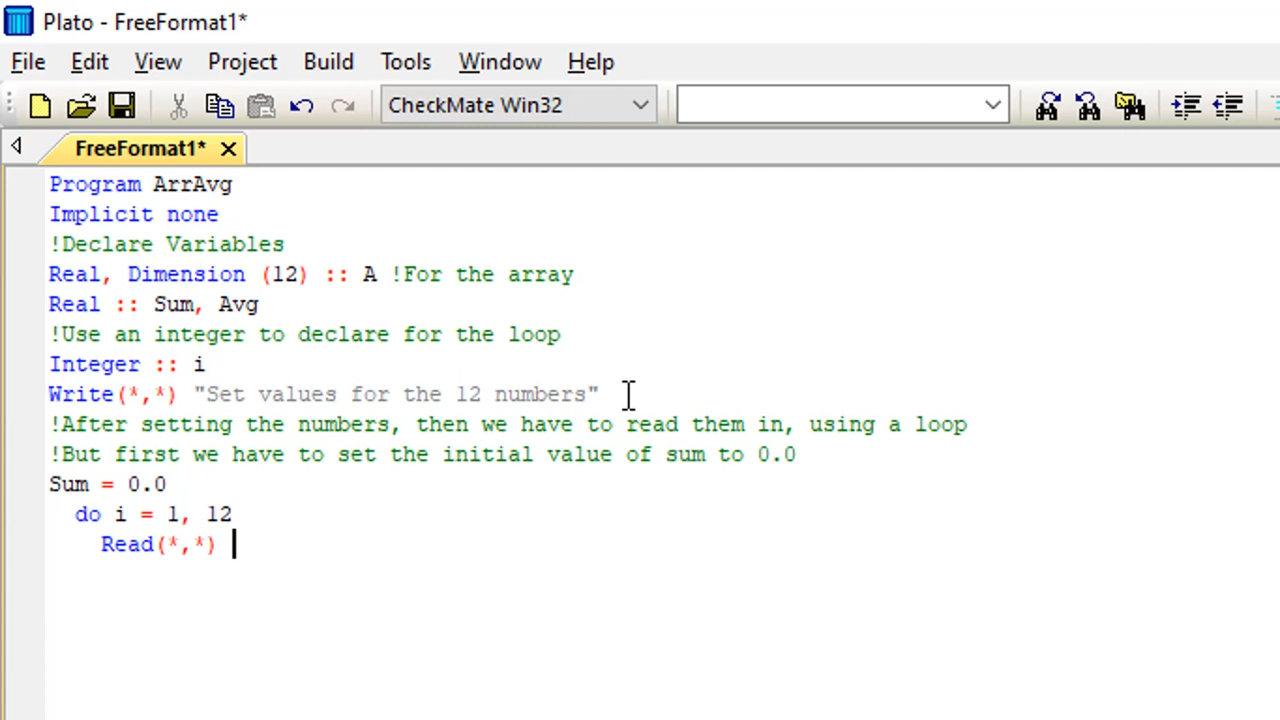 Plato - FreeFormat1*
File Edit View Project Build Tools Window Help
CheckMate Win32
FreeFormat1*
Program ArrAvg
Implicit none
!Declare Variables
Real, Dimension (12) :: A !For the array
Real :: Sum, Avg
!Use an integer to declare for the loop
Integer :: i
Write(*,*) "Set values for the 12 numbers"
!After setting the numbers, then we have to read them in, using a loop
!But first we have to set the initial value of sum to 0.0
Sum = 0.0
do i = 1, 12
Read(*,*)